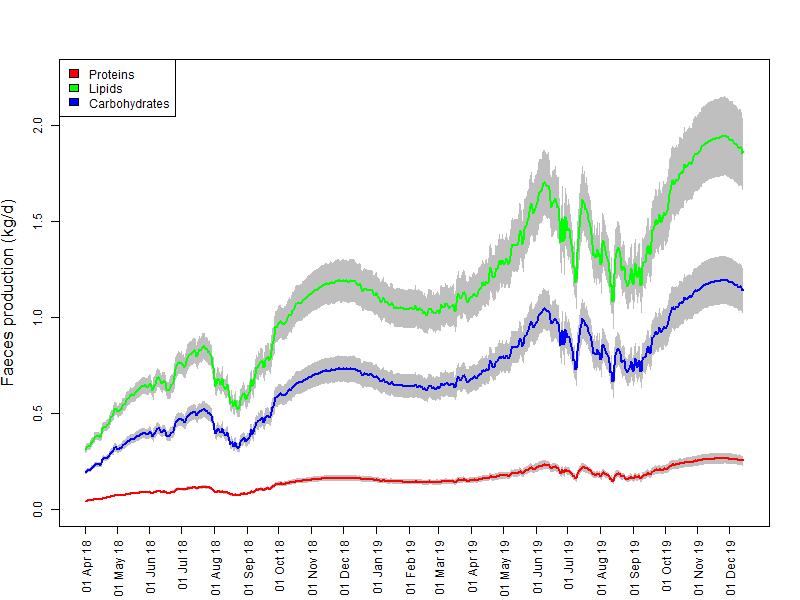 Proteins
Lipids
Carbohydrates
Faeces production (kg/d)
2.0
1.5
1.0
0.5
0.0
01 Apr 18
01 May 18
01 Jun 18
01 Jul 18
01 Aug 18
01 Sep 18
01 Oct 18
01 Nov 18
01 Dec 18
01 Jan 19
01 Feb 19
01 Mar 19
01 Apr 19
01 May 19
01 Jun 19
01 Jul 19
01 Aug 19
01 Sep 19
01 Oct 19
01 Nov 19
01 Dec 19